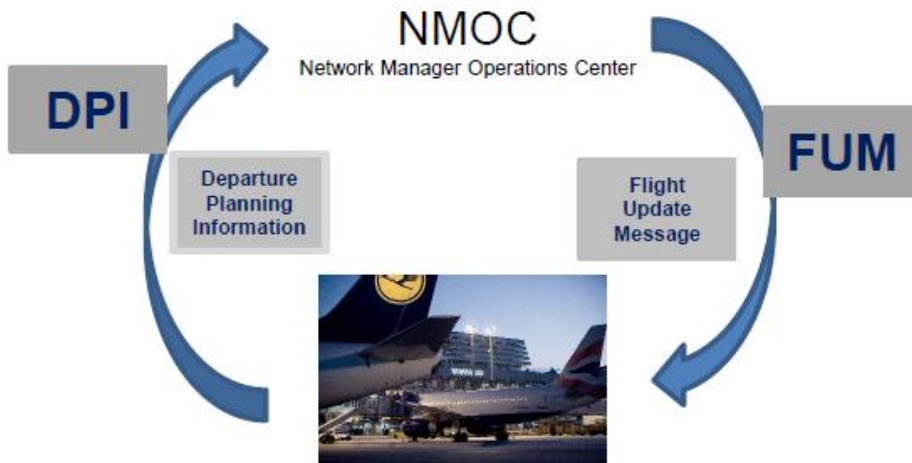 NMOC
Network Manager Operations Center
DPI
FUM
Departure
Planning
Information
Flight
Update
Message